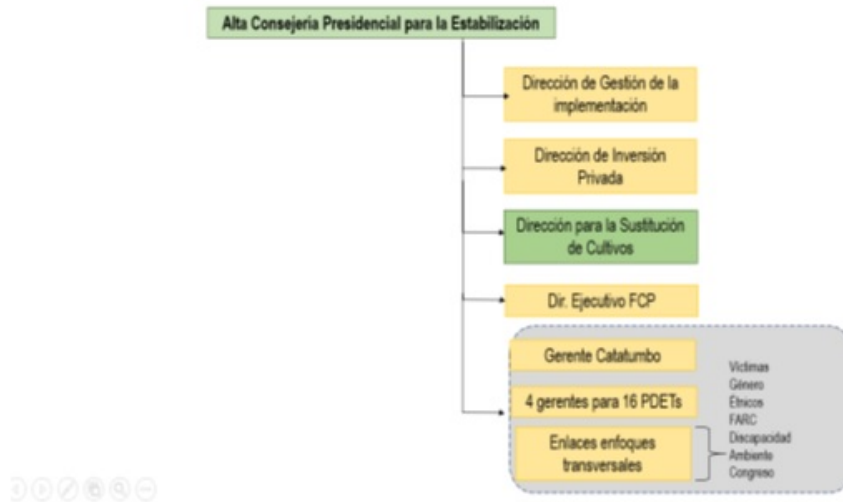 Alta Consejeria Presidencial para la Estabilización
Dirección de Gestión de la
implementación
Dirección de Inversión
Privada
Dirección para la Sustitución
de Cultivos
Dir. Ejecutivo FCP
Gerente Catatumbo
4 gerentes para 16 PDETs
Enlaces enfoques
transversales
Víctimas
Género
Étnicos
FARC
Discapacidad
Ambiente
Congreso